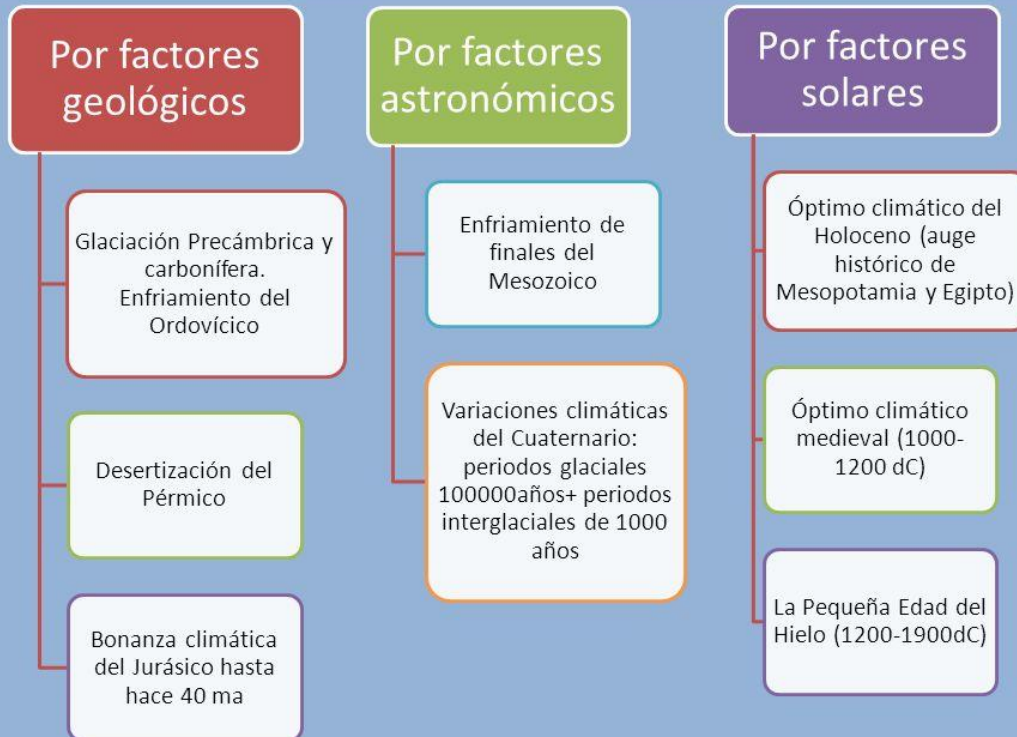 Por factores
geológicos
Glaciación Precámbrica y
carbonífera.
Enfriamiento del
Ordovícico
Desertización del
Pérmico
Bonanza climática
del Jurásico hasta
hace 40 ma
Por factores
astronómicos
Enfriamiento de
finales del
Mesozoico
Variaciones climáticas
del Cuaternario:
periodos glaciales
100000años+ periodos
interglaciales de 1000
años
Por factores
solares
Óptimo climático del
Holoceno (auge
histórico de
Mesopotamia y Egipto)
Óptimo climático
medieval (1000-
1200 dC)
La Pequeña Edad del
Hielo (1200-1900dC)